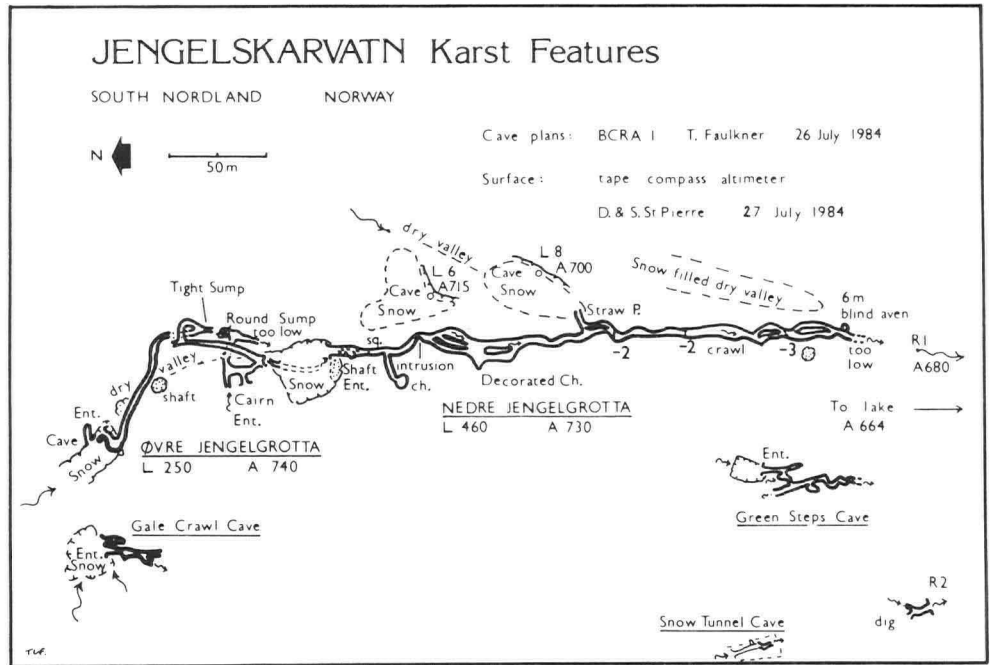 JENGELSKARVATN Karst Features
SOUTH NORDLAND NORWAY
Cave plans: BCRA 1 T. Faulkner 26 July 1984
N
50m
Surface: tape compass altimeter
D. & S. St Pierre 27 July 1984
dry valley
L 6
A 715
Cave
Snow
L 8
A 700
Cave
Snow
Snow filled dry valley
Tight Sump
Round Sump
too low
Straw P.
6m
blind aven
R1
A 680
sq.
intrusion
ch.
-2
-2
crawl
-3
too
low
dry valley
shaft
Snow
Shaft
Ent.
Decorated Ch.
Cairn
Ent.
NEDRE JENGELGROTTA
L 460 A 730
To lake
A 664
Ent.
Cave
Snow
ØVRE JENGELGROTTA
L 250 A 740
Ent.
Green Steps Cave
Gale Crawl Cave
Ent.
Snow
R2
dig
Snow Tunnel Cave
TLF.